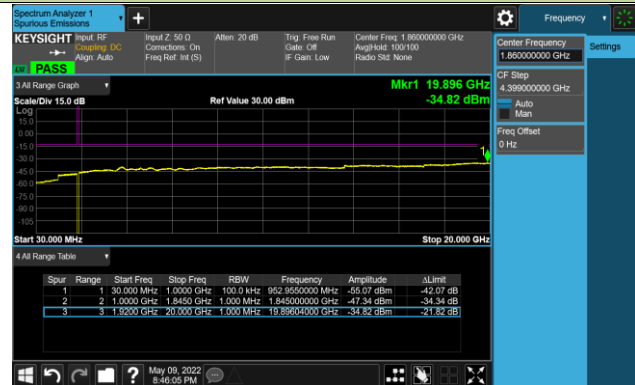 Spectrum Analyzer 1
Spurious Emissions
+
Frequency
KEYSIGHT
Input: RF
Coupling: DC
Align: Auto
Input Z: 50 Ω
Corrections: On
Freq Ref: Int (S)
Atten: 20 dB
Trig: Free Run
Gate: Off
IF Gain: Low
Center Freq: 1.860000000 GHz
Avg|Hold: 100/100
Radio Std: None
PASS
Center Frequency
1.860000000 GHz
Settings
CF Step
4.399000000 GHz
Auto
Man
Freq Offset
0 Hz
3 All Range Graph
Mkr1 19.896 GHz
Scale/Div 15.0 dB
Ref Value 30.00 dBm
-34.82 dBm
Log
15.0
0.00
-15.0
-30.0
-45.0
-60.0
-75.0
-90.0
-105
1
Start 30.000 MHz
Stop 20.000 GHz
4 All Range Table
Spur Range Start Freq Stop Freq RBW Frequency Amplitude ΔLimit
1 1 30.000 MHz 1.0000 GHz 100.0 kHz 952.9550000 MHz -55.07 dBm -42.07 dB
2 2 1.0000 GHz 1.8450 GHz 1.000 MHz 1.845000000 GHz -47.34 dBm -34.34 dB
3 3 1.9200 GHz 20.000 GHz 1.000 MHz 19.89604000 GHz -34.82 dBm -21.82 dB
?
May 09, 2022
8:46:05 PM